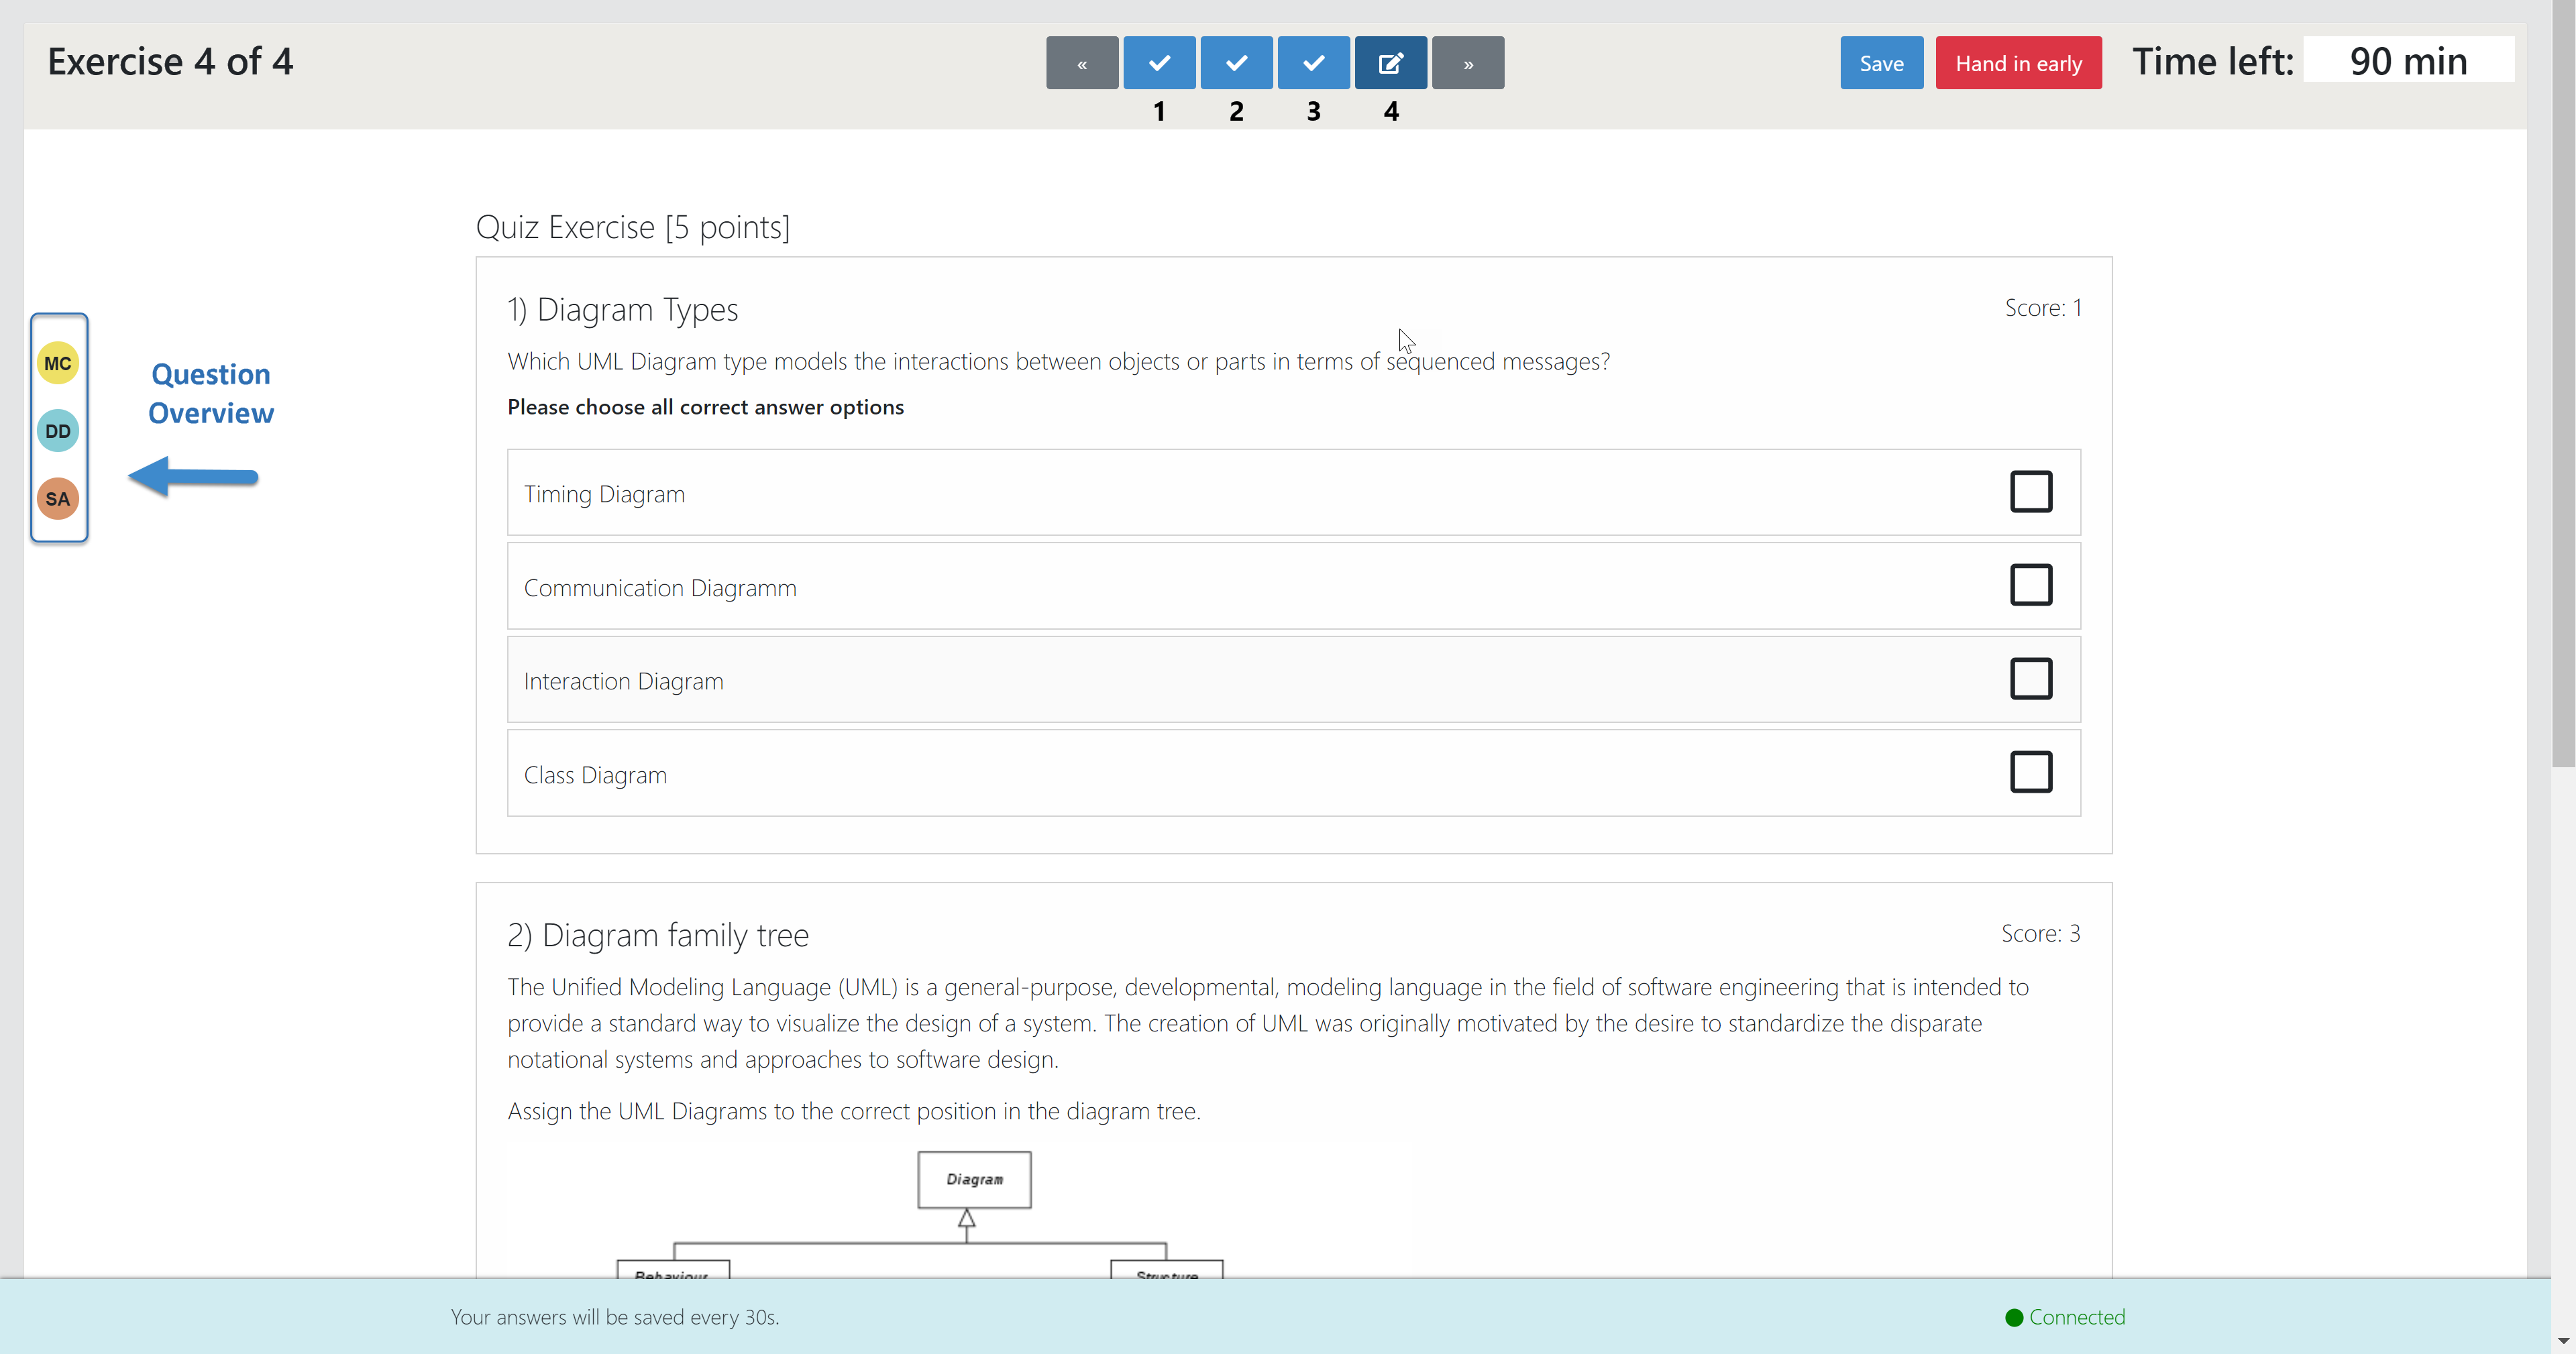 Exercise 4 of 4
«
»
1
2
3
4
Save
Hand in early
Time left:
90 min
Quiz Exercise [5 points]
1) Diagram Types
Score: 1
Which UML Diagram type models the interactions between objects or parts in terms of sequenced messages?
Please choose all correct answer options
Timing Diagram
Communication Diagramm
Interaction Diagram
Class Diagram
MC
DD
SA
Question
Overview
2) Diagram family tree
Score: 3
The Unified Modeling Language (UML) is a general-purpose, developmental, modeling language in the field of software engineering that is intended to
provide a standard way to visualize the design of a system. The creation of UML was originally motivated by the desire to standardize the disparate
notational systems and approaches to software design.
Assign the UML Diagrams to the correct position in the diagram tree.
Diagram
Behaviour
Structure
Your answers will be saved every 30s.
Connected